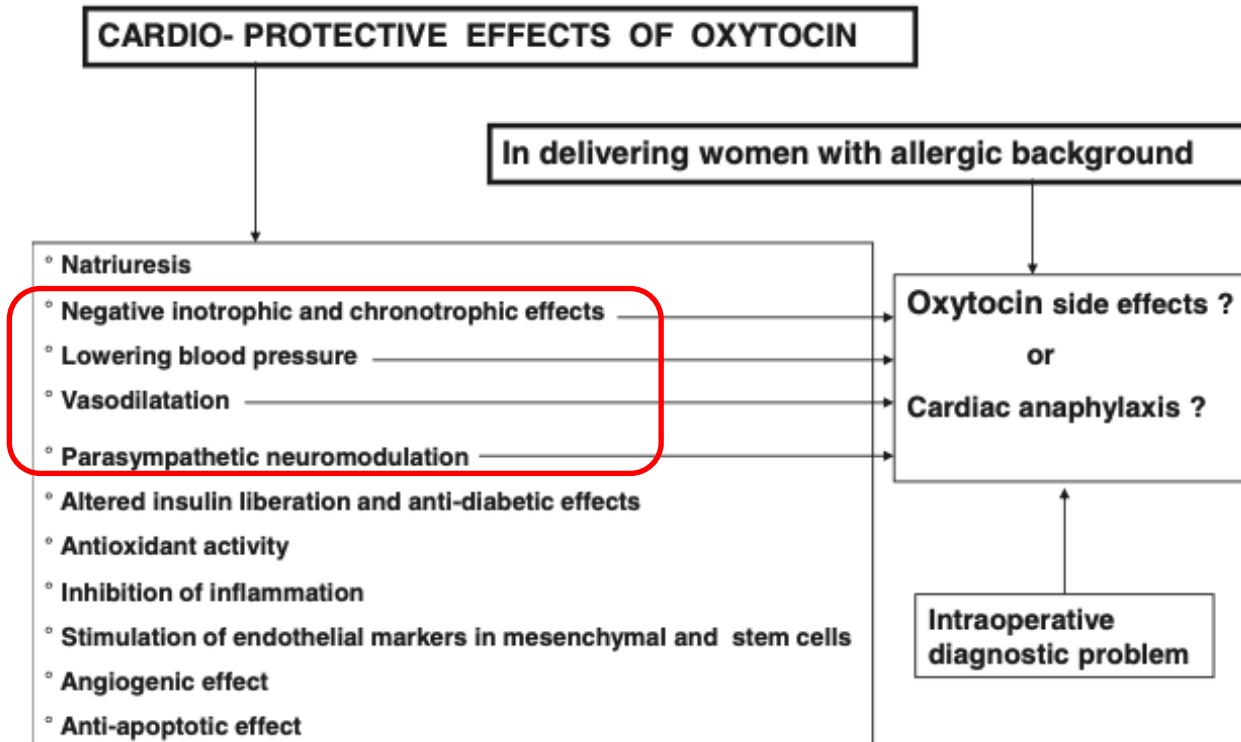 CARDIO- PROTECTIVE EFFECTS OF OXYTOCIN
In delivering women with allergic background
° Natriuresis
° Negative inotrophic and chronotrophic effects
° Lowering blood pressure
° Vasodilatation
° Parasympathetic neuromodulation
° Altered insulin liberation and anti-diabetic effects
° Antioxidant activity
° Inhibition of inflammation
° Stimulation of endothelial markers in mesenchymal and stem cells
° Angiogenic effect
° Anti-apoptotic effect
Oxytocin side effects ?
or
Cardiac anaphylaxis ?
Intraoperative
diagnostic problem